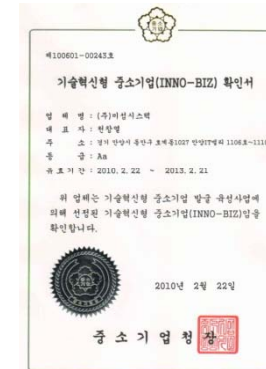 제100601-00243호
기술혁신형 중소기업(INNO-BIZ) 확인서
업 체 명 : (주)미성시스텍
대 표 자 : 천창열
주 소 : 경기 안양시 동안구 호계동1027 안양IT밸리 1106호~111
등 급 : Aa
유효기간 : 2010. 2. 22 ~ 2013. 2. 21
위 업체는 기술혁신형 중소기업 발굴 육성사업에
의해 선정된 기술혁신형 중소기업(INNO-BIZ)임을
확인합니다.
2010년 2월 22일
중 소 기 업 청 장